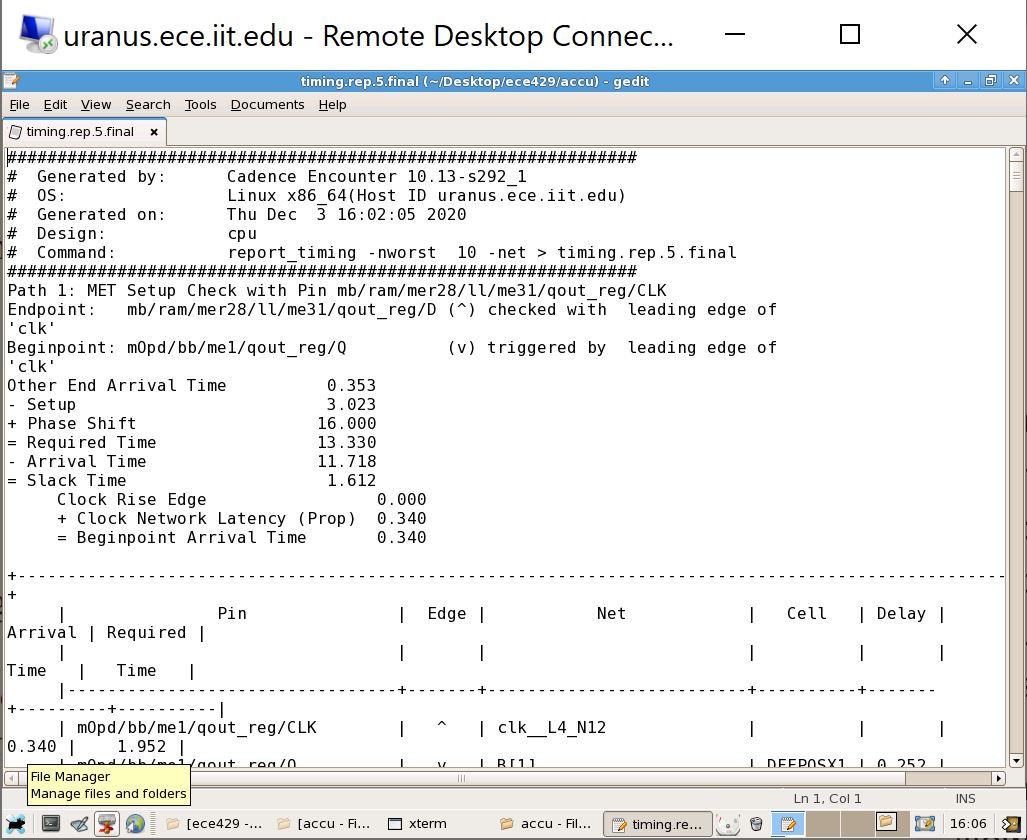 uranus.ece.iit.edu - Remote Desktop Connec...
timing.rep.5.final (~/Desktop/ece429/accu) - gedit
File Edit View Search Tools Documents Help
timing.rep.5.final
###############################################################
#  Generated by:      Cadence Encounter 10.13-s292_1
#  OS:                Linux x86_64(Host ID uranus.ece.iit.edu)
#  Generated on:      Thu Dec  3 16:02:05 2020
#  Design:            cpu
#  Command:           report_timing -nworst  10 -net > timing.rep.5.final
###############################################################
Path 1: MET Setup Check with Pin mb/ram/mer28/ll/me31/qout_reg/CLK
Endpoint:   mb/ram/mer28/ll/me31/qout_reg/D (^) checked with  leading edge of
'clk'
Beginpoint: mOpd/bb/me1/qout_reg/Q          (v) triggered by  leading edge of
'clk'
Other End Arrival Time          0.353
- Setup                         3.023
+ Phase Shift                  16.000
= Required Time                13.330
- Arrival Time                 11.718
= Slack Time                    1.612
     Clock Rise Edge                 0.000
     + Clock Network Latency (Prop)  0.340
     = Beginpoint Arrival Time       0.340
+----------------------------------------------------------------------------------------------------
+
     |               Pin               |  Edge |           Net            |   Cell   | Delay |
Arrival | Required |
     |                                 |       |                          |          |       |
Time   |   Time   |
     |---------------------------------+-------+--------------------------+----------+-------
+---------+----------|
     | mOpd/bb/me1/qout_reg/CLK        |   ^   | clk__L4_N12              |          |       |
0.340 |    1.952 |
     | mOpd/bb/me1/qout_reg/Q          |   v   | B[1]                     | DFFPOSX1 | 0.252 |
File Manager
Manage files and folders
Ln 1, Col 1 INS
[ece429 -... [accu - Fi... xterm accu - Fil... timing.re... 16:06